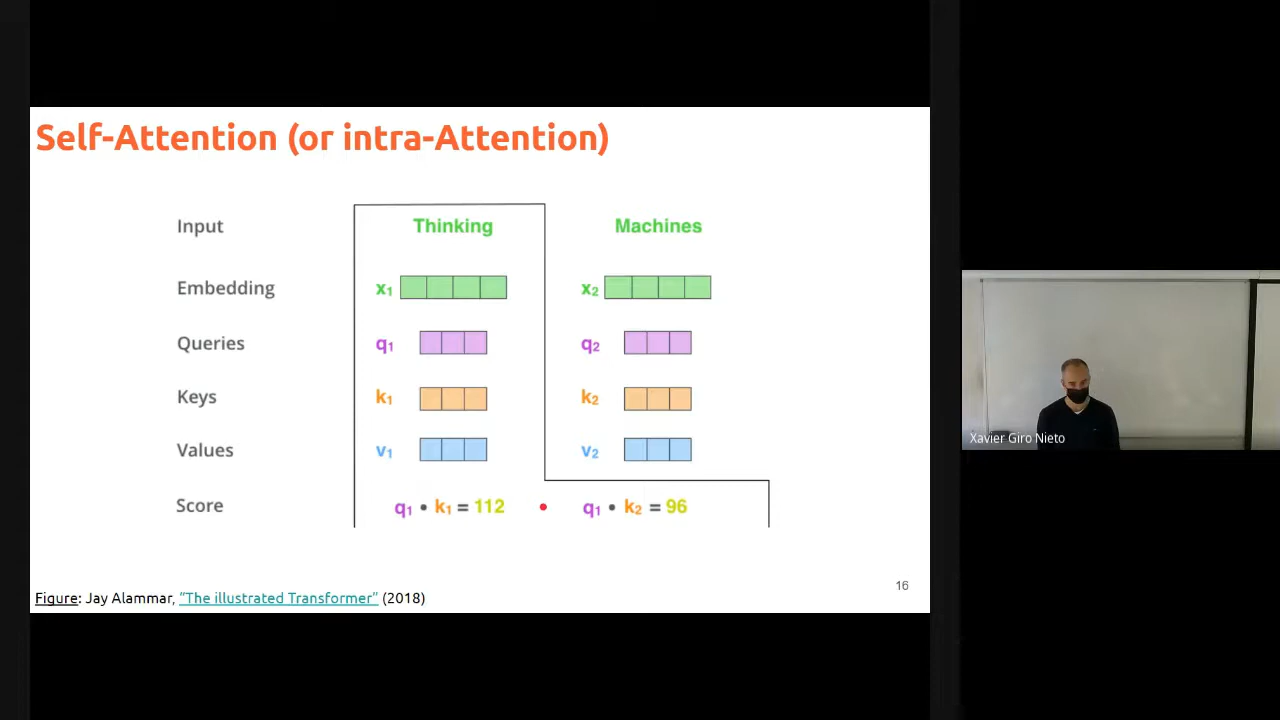 Self-Attention (or intra-Attention)
Input Thinking Machines
Embedding x₁ x₂
Queries q₁ q₂
Keys k₁ k₂
Values v₁ v₂
Score q₁ • k₁ = 112 q₁ • k₂ = 96
16
Figure: Jay Alammar, "The illustrated Transformer" (2018)
Xavier Giro Nieto